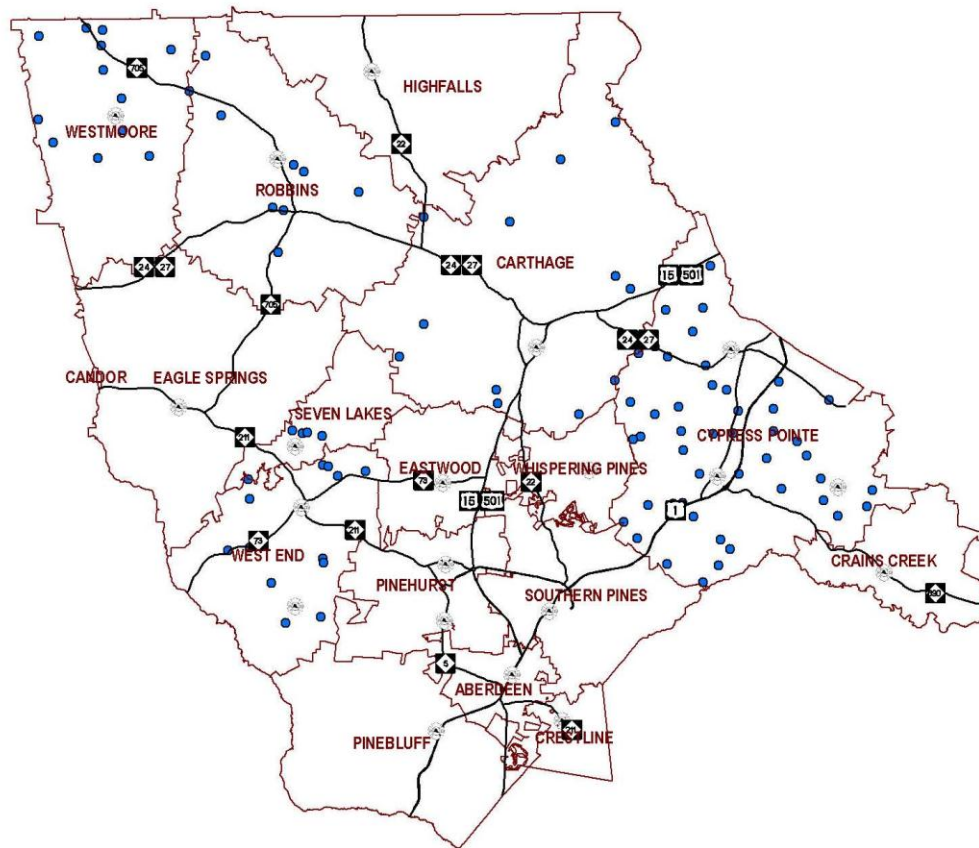 705
HIGHFALLS
WESTMOORE
22
ROBBINS
24 27
24 27
CARTHAGE
15 501
705
24 27
CANDOR
EAGLE SPRINGS
SEVEN LAKES
211
CYPRESS POINTE
EASTWOOD
WHISPERING PINES
73
22
15 501
1
211
73
WEST END
CRAINS CREEK
PINEHURST
SOUTHERN PINES
690
5
ABERDEEN
211
CRESTLINE
PINEBLUFF